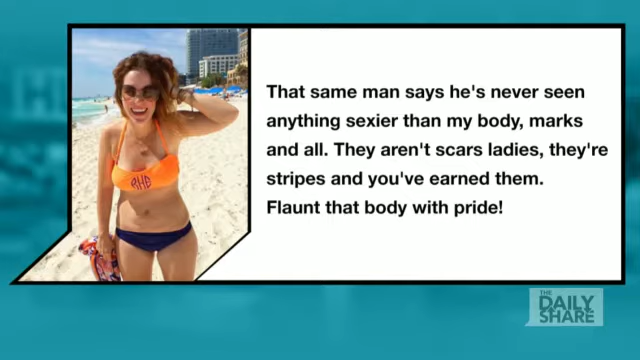 That same man says he's never seen
anything sexier than my body, marks
and all. They aren't scars ladies, they're
stripes and you've earned them.
Flaunt that body with pride!
RHB
THE
DAILY
SHARE